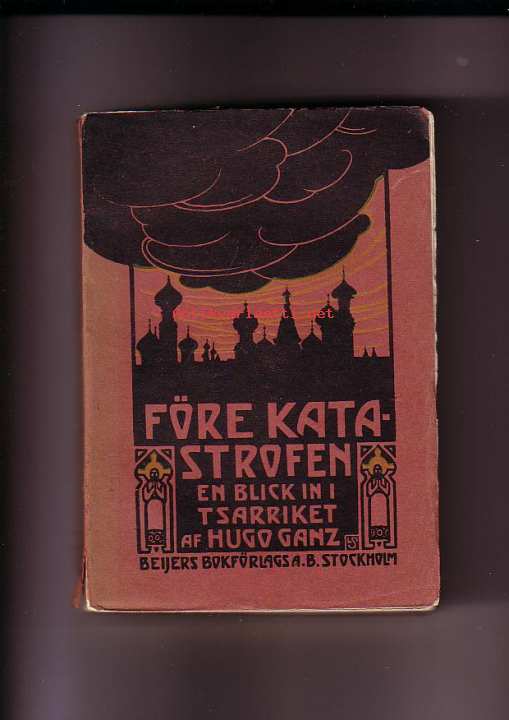 FÖRE KATA-
STROFEN
EN BLICK IN I
TSARRIKET
AF HUGO GANZ
BEIJERS BOKFÖRLAGS A.B. STOCKHOLM